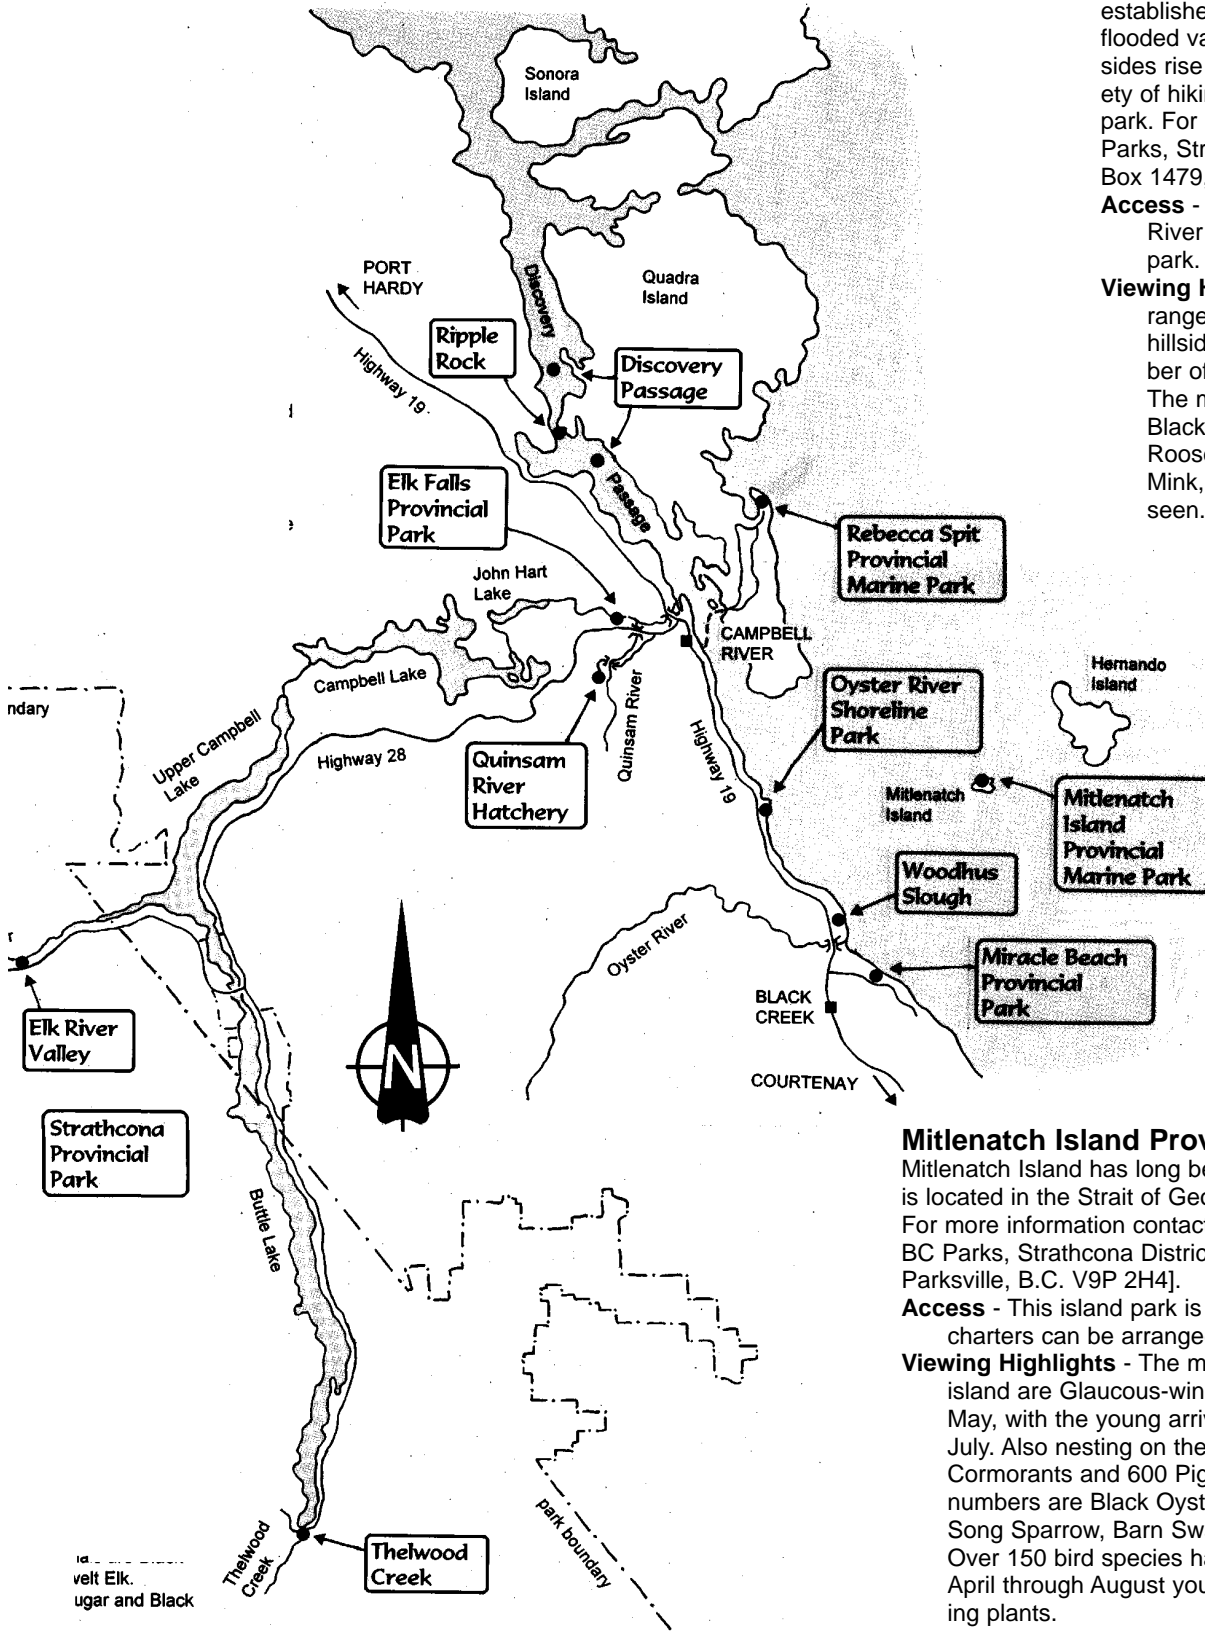 establishe
flooded va
sides rise
ety of hikin
park. For
Parks, Str
Box 1479,
Access -
River
park.
Viewing H
range
hillsid
ber of
The m
Black
Roose
Mink,
seen.
Sonora
Island
PORT
HARDY
Quadra
Island
Discovery
Ripple
Rock
Highway 19
Discovery
Passage
Passage
Elk Falls
Provincial
Park
Rebecca Spit
Provincial
Marine Park
John Hart
Lake
CAMPBELL
RIVER
Campbell Lake
Hernando
Island
ndary
Oyster River
Shoreline
Park
Upper Campbell
Lake
Highway 28
Quinsam River
Quinsam
River
Hatchery
Highway 19
Mitlenatch
Island
Mitlenatch
Island
Provincial
Marine Park
Woodhus
Slough
Oyster River
Miracle Beach
Provincial
Park
BLACK
CREEK
Elk River
Valley
N
COURTENAY
Strathcona
Provincial
Park
Buttle Lake
Mitlenatch Island Prov
Mitlenatch Island has long be
is located in the Strait of Geo
For more information contac
BC Parks, Strathcona Distric
Parksville, B.C. V9P 2H4].
Access - This island park is
charters can be arrange
Viewing Highlights - The m
island are Glaucous-win
May, with the young arriv
July. Also nesting on the
Cormorants and 600 Pig
numbers are Black Oyst
Song Sparrow, Barn Sw
Over 150 bird species ha
April through August you
ing plants.
park boundary
Thelwood
Creek
Thelwood
Creek
velt Elk.
ugar and Black